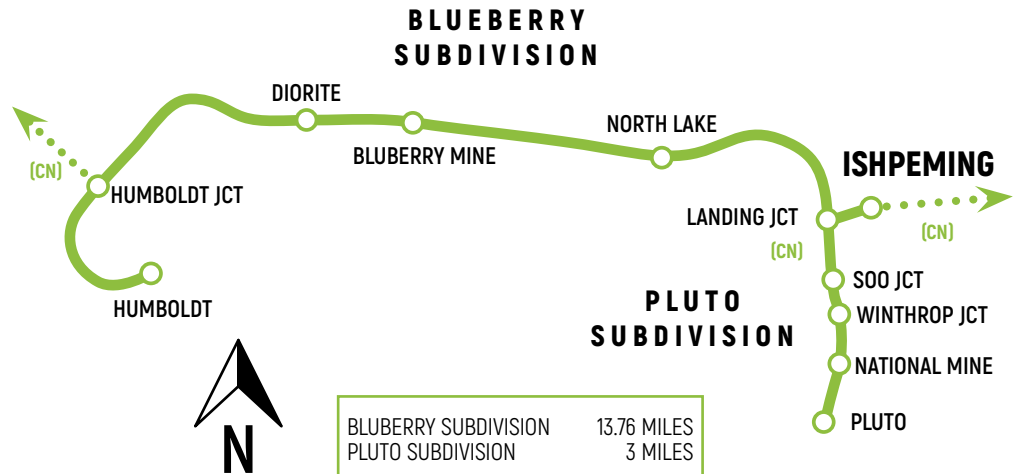 BLUEBERRY
SUBDIVISION
DIORITE
BLUBERRY MINE
NORTH LAKE
ISHPEMING
(CN)
HUMBOLDT JCT
LANDING JCT
(CN)
(CN)
HUMBOLDT
SOO JCT
PLUTO
SUBDIVISION
WINTHROP JCT
NATIONAL MINE
PLUTO
N
BLUBERRY SUBDIVISION 13.76 MILES
PLUTO SUBDIVISION 3 MILES